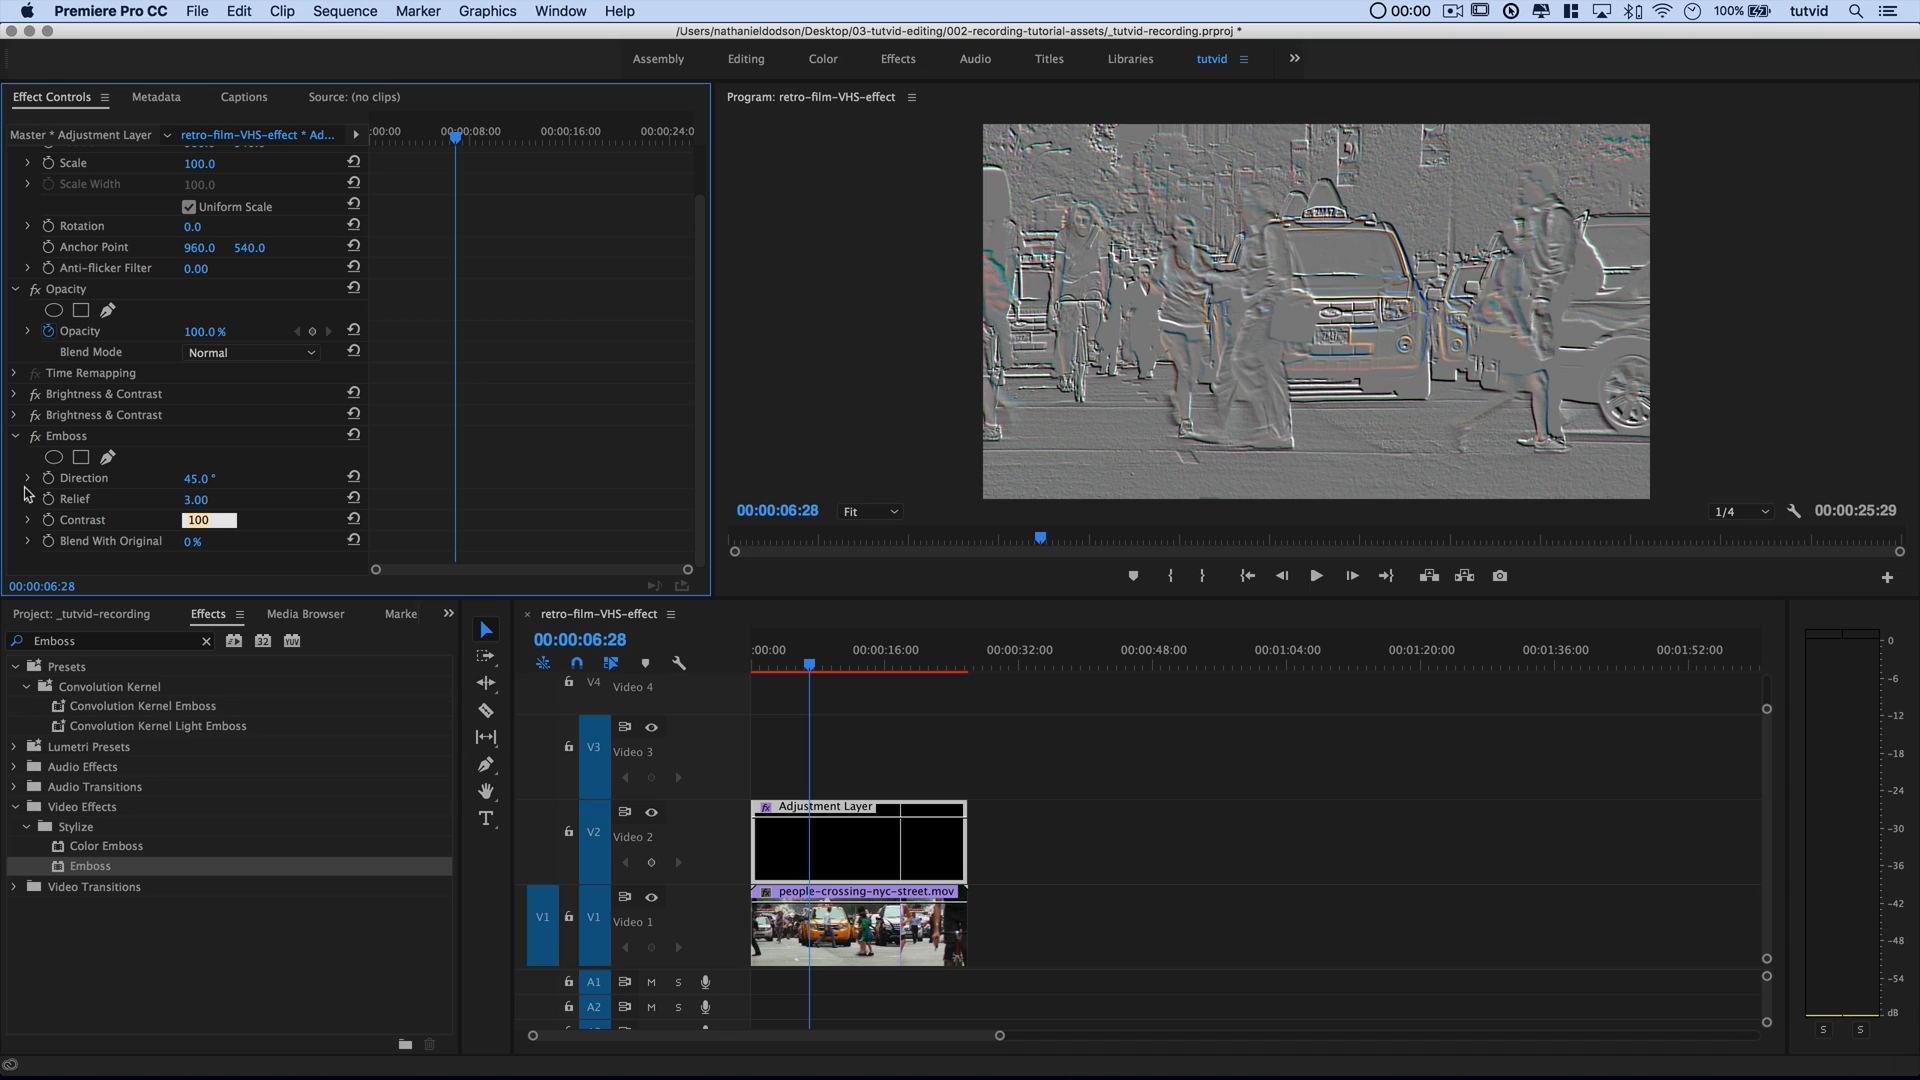 Premiere Pro CC File Edit Clip Sequence Marker Graphics Window Help 00:00 100% tutvid
/Users/nathanieldodson/Desktop/03-tutvid-editing/002-recording-tutorial-assets/_tutvid-recording.prproj *
Assembly Editing Color Effects Audio Titles Libraries tutvid
Effect Controls Metadata Captions Source: (no clips)
Master * Adjustment Layer retro-film-VHS-effect * Ad... :00:00 00:00:08:00 00:00:16:00 00:00:24:0
Scale 100.0
Scale Width 100.0
Uniform Scale
Rotation 0.0
Anchor Point 960.0 540.0
Anti-flicker Filter 0.00
fx Opacity
Opacity 100.0 %
Blend Mode Normal
fx Time Remapping
fx Brightness & Contrast
fx Brightness & Contrast
fx Emboss
Direction 45.0 °
Relief 3.00
Contrast 100
Blend With Original 0 %
00:00:06:28
Program: retro-film-VHS-effect
00:00:06:28 Fit 1/4 00:00:25:29
Project: _tutvid-recording Effects Media Browser Marke
Emboss 32 YUV
Presets
Convolution Kernel
Convolution Kernel Emboss
Convolution Kernel Light Emboss
Lumetri Presets
Audio Effects
Audio Transitions
Video Effects
Stylize
Color Emboss
Emboss
Video Transitions
T
retro-film-VHS-effect
00:00:06:28
:00:00 00:00:16:00 00:00:32:00 00:00:48:00 00:01:04:00 00:01:20:00 00:01:36:00 00:01:52:00
V4 Video 4
V3 Video 3
V2 Video 2
fx Adjustment Layer
V1 V1 Video 1
fx people-crossing-nyc-street.mov
A1 M S
A2 M S
0
-6
-12
-18
-24
-30
-36
-42
-48
-54
dB
S S